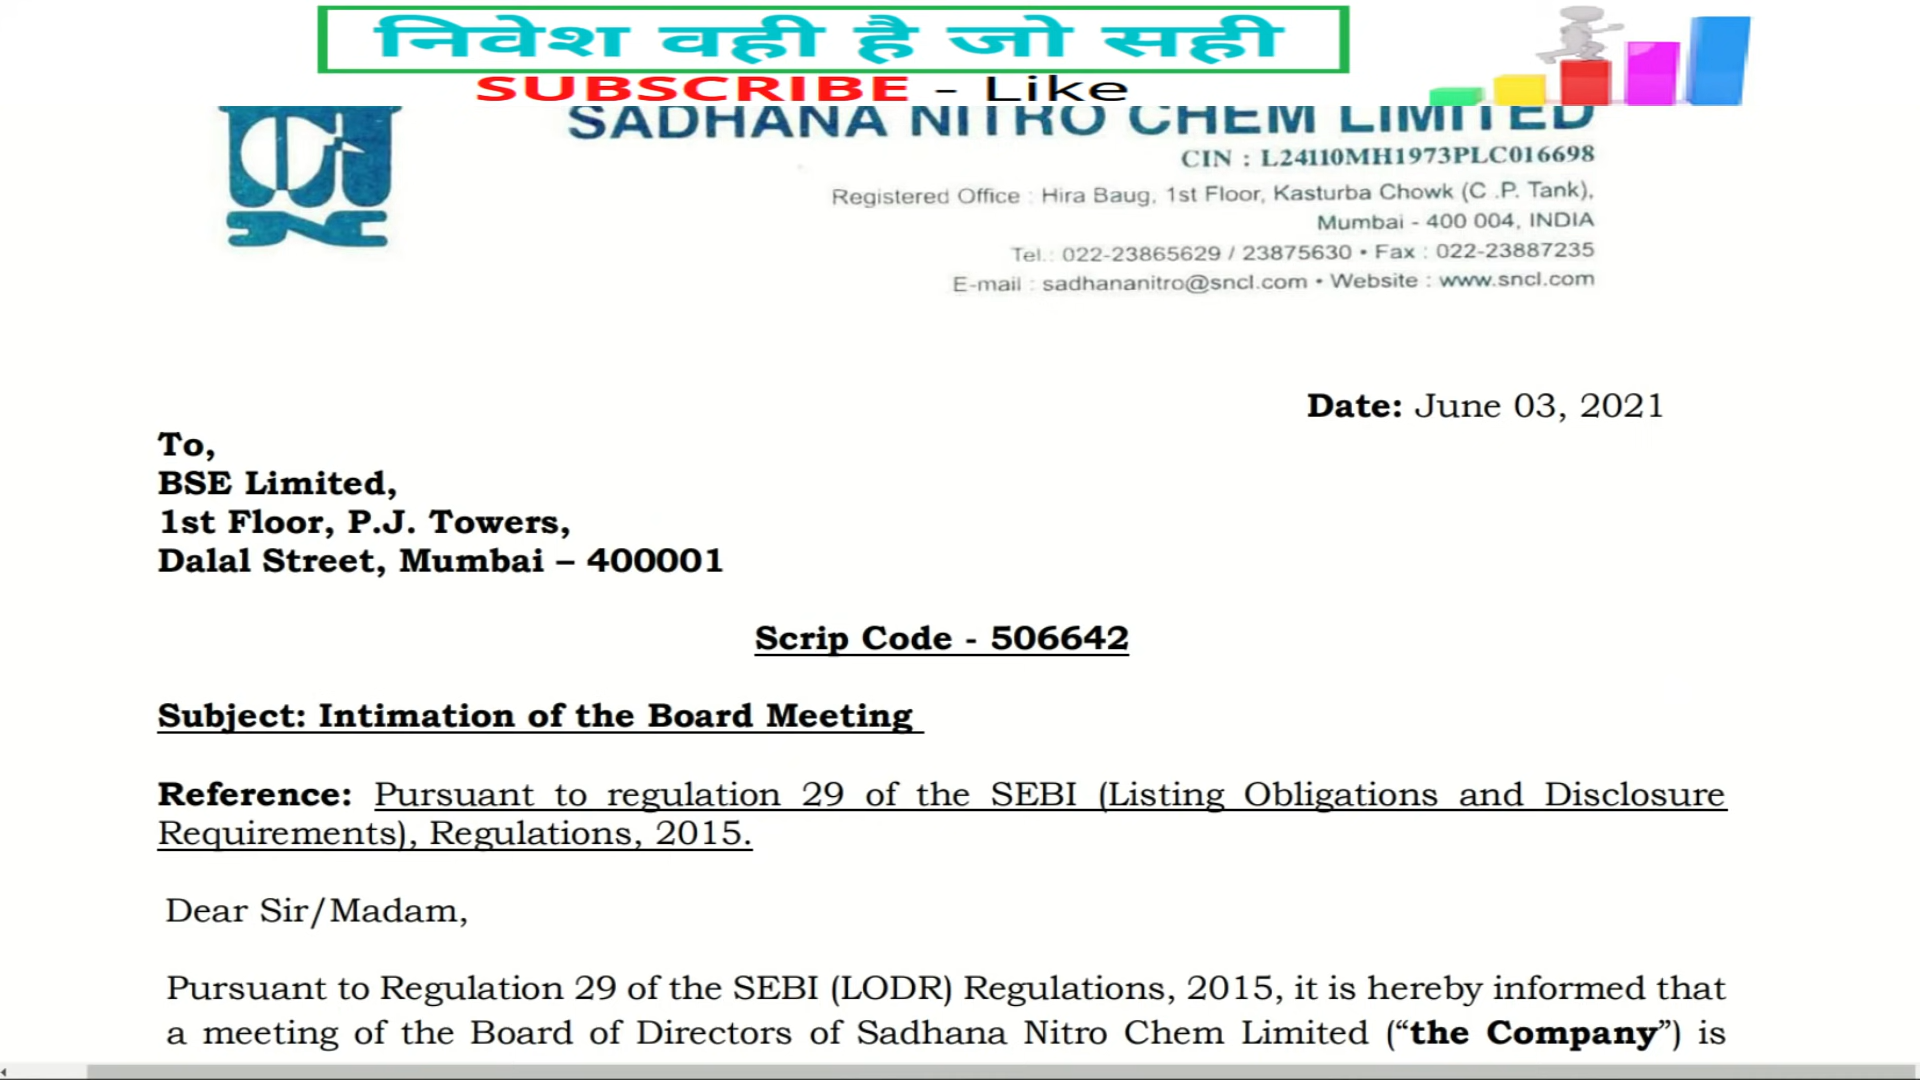 निवेश वही है जो सही
SUBSCRIBE - Like
SADHANA NITRO CHEM LIMITED
CIN : L24110MH1973PLC016698
Registered Office : Hira Baug, 1st Floor, Kasturba Chowk (C .P. Tank),
Mumbai - 400 004, INDIA
Tel.: 022-23865629 / 23875630 • Fax : 022-23887235
E-mail : sadhananitro@sncl.com • Website : www.sncl.com
Date: June 03, 2021
To,
BSE Limited,
1st Floor, P.J. Towers,
Dalal Street, Mumbai – 400001
Scrip Code - 506642
Subject: Intimation of the Board Meeting
Reference: Pursuant to regulation 29 of the SEBI (Listing Obligations and Disclosure
Requirements), Regulations, 2015.
Dear Sir/Madam,
Pursuant to Regulation 29 of the SEBI (LODR) Regulations, 2015, it is hereby informed that
a meeting of the Board of Directors of Sadhana Nitro Chem Limited (“the Company”) is